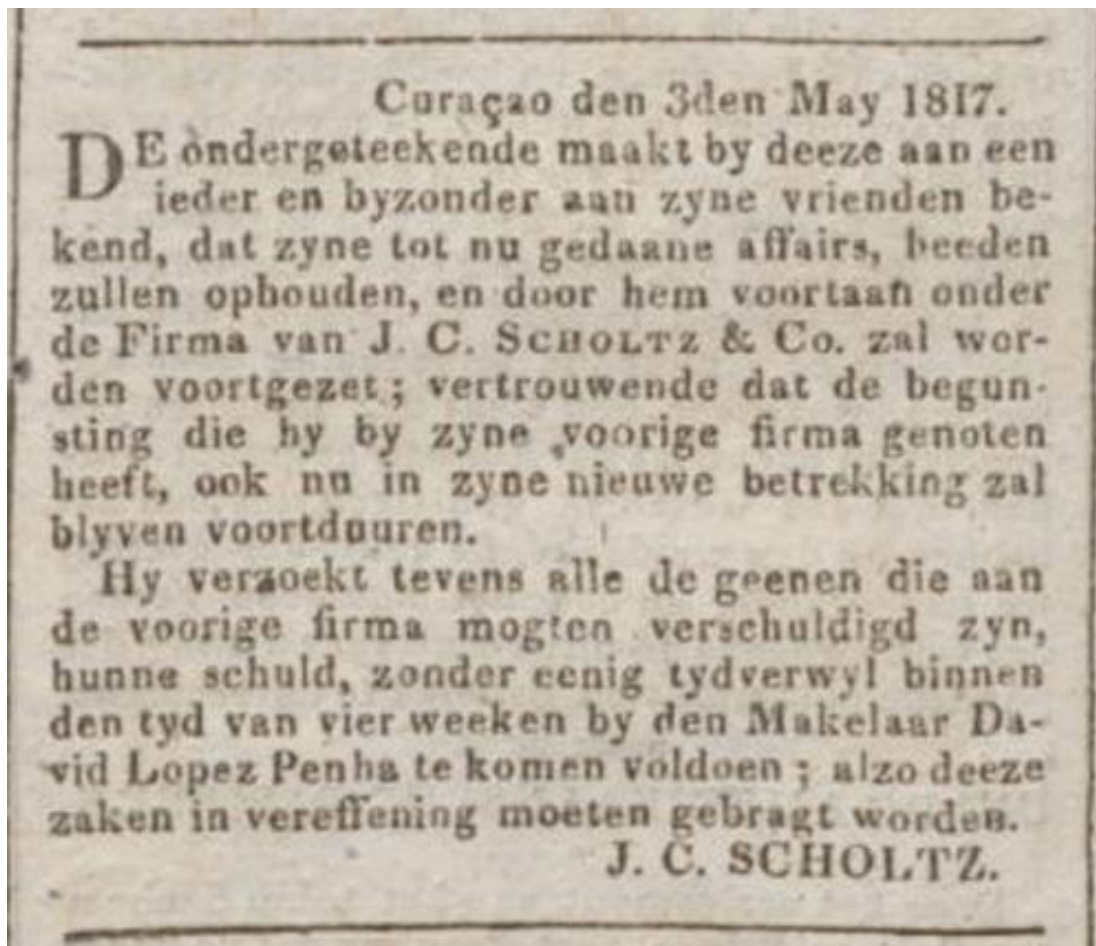 Curaçao den 3den May 1817.
DE ondergeteekende maakt by deeze aan een
ieder en byzonder aan zyne vrienden be-
kend, dat zyne tot nu gedaane affairs, heeden
zullen ophouden, en door hem voortaan onder
de Firma van J. C. SCHOLTZ & Co. zal wor-
den voortgezet; vertrouwende dat de begun-
sting die hy by zyne voorige firma genoten
heeft, ook nu in zyne nieuwe betrekking zal
blyven voortduuren.
Hy verzoekt tevens alle de geenen die aan
de voorige firma mogten verschuldigd zyn,
hunne schuld, zonder eenig tydverwyl binnen
den tyd van vier weeken by den Makelaar Da-
vid Lopez Penha te komen voldoen; alzo deeze
zaken in vereffening moeten gebragt worden.
J. C. SCHOLTZ.